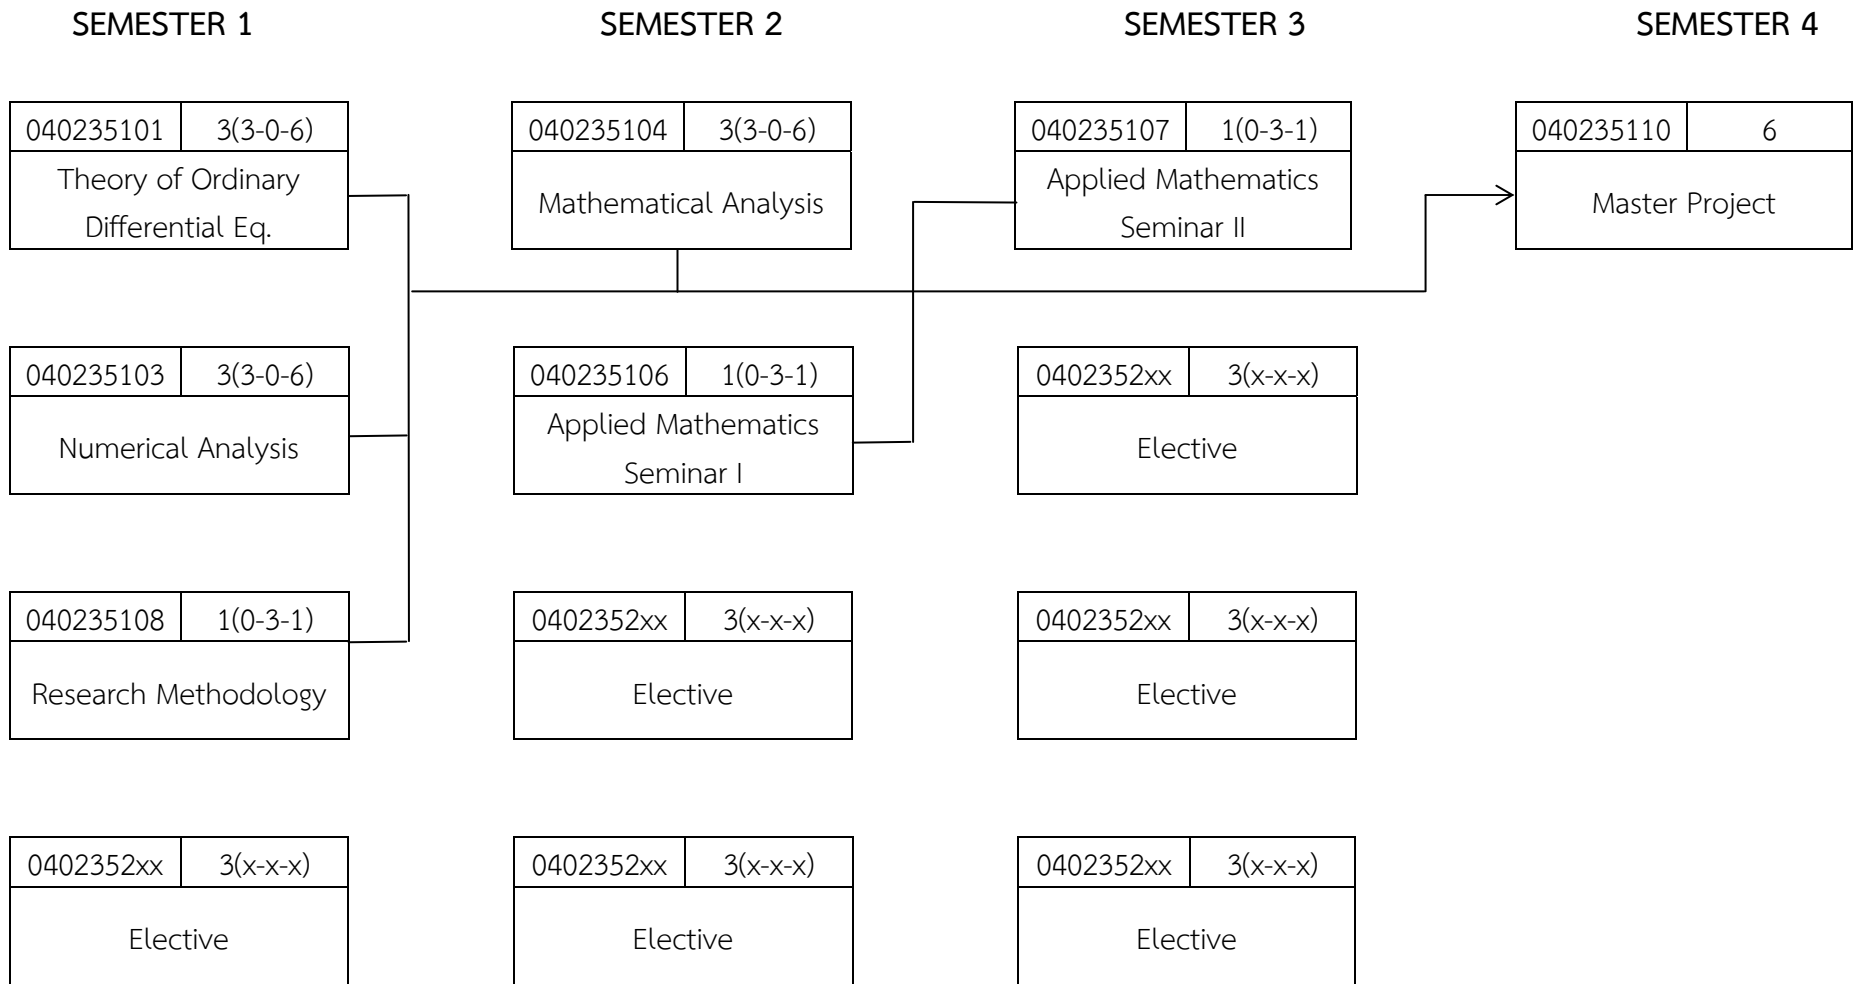 SEMESTER 1
SEMESTER 2
SEMESTER 3
SEMESTER 4
040235101 3(3-0-6)
Theory of Ordinary
Differential Eq.
040235104 3(3-0-6)
Mathematical Analysis
040235107 1(0-3-1)
Applied Mathematics
Seminar II
040235110 6
Master Project
040235103 3(3-0-6)
Numerical Analysis
040235106 1(0-3-1)
Applied Mathematics
Seminar I
0402352xx 3(x-x-x)
Elective
040235108 1(0-3-1)
Research Methodology
0402352xx 3(x-x-x)
Elective
0402352xx 3(x-x-x)
Elective
0402352xx 3(x-x-x)
Elective
0402352xx 3(x-x-x)
Elective
0402352xx 3(x-x-x)
Elective